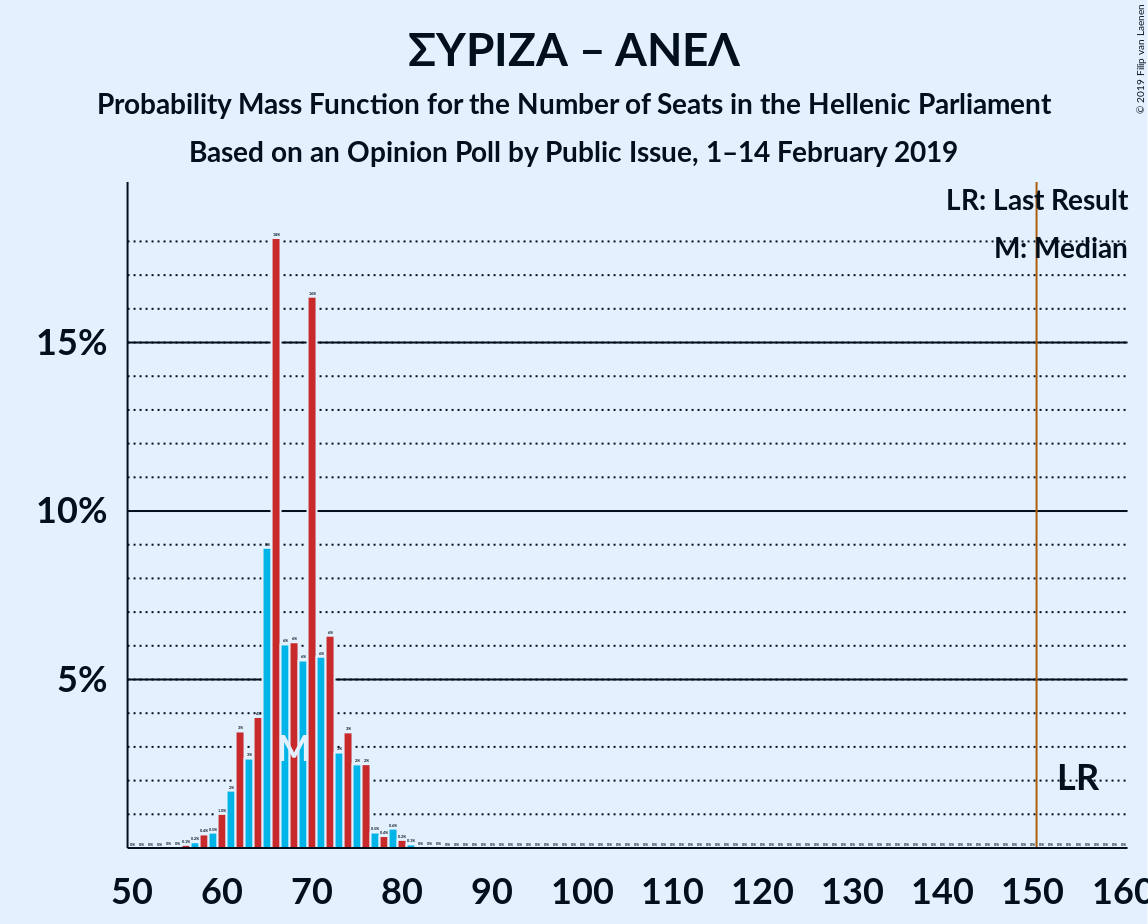 ΣΥΡΙΖΑ – ΑΝΕΛ
Probability Mass Function for the Number of Seats in the Hellenic Parliament
Based on an Opinion Poll by Public Issue, 1–14 February 2019
© 2019 Filip van Laenen
LR: Last Result
M: Median
15%
10%
5%
M
LR
50 60 70 80 90 100 110 120 130 140 150 160